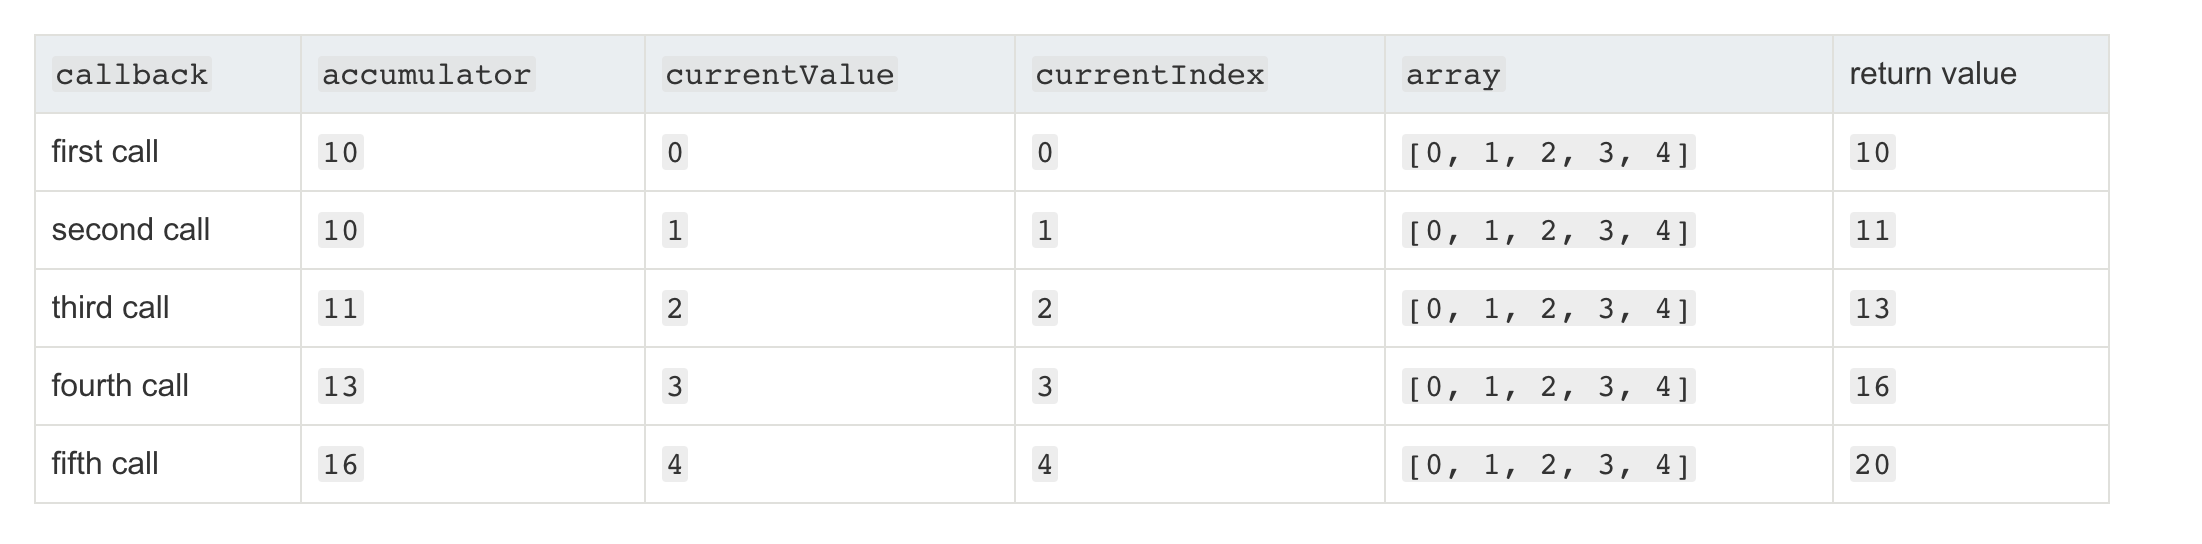 callback accumulator currentValue currentIndex array return value
first call 10 0 0 [0, 1, 2, 3, 4] 10
second call 10 1 1 [0, 1, 2, 3, 4] 11
third call 11 2 2 [0, 1, 2, 3, 4] 13
fourth call 13 3 3 [0, 1, 2, 3, 4] 16
fifth call 16 4 4 [0, 1, 2, 3, 4] 20